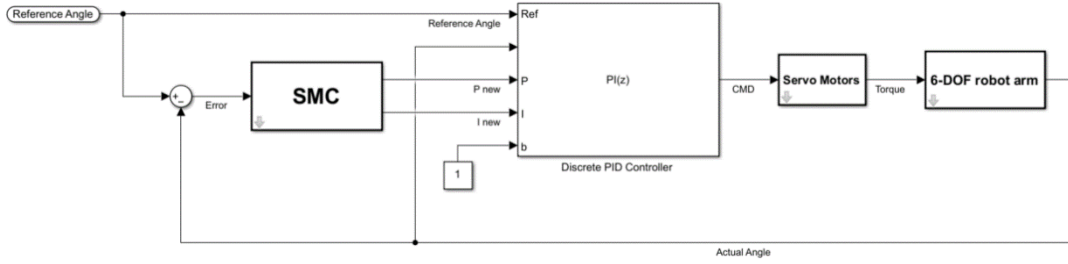 Reference Angle
Reference Angle
Ref
Error
SMC
P new
I new
P
I
b
PI(z)
1
Discrete PID Controller
CMD
Servo Motors
Torque
6-DOF robot arm
Actual Angle
+
-